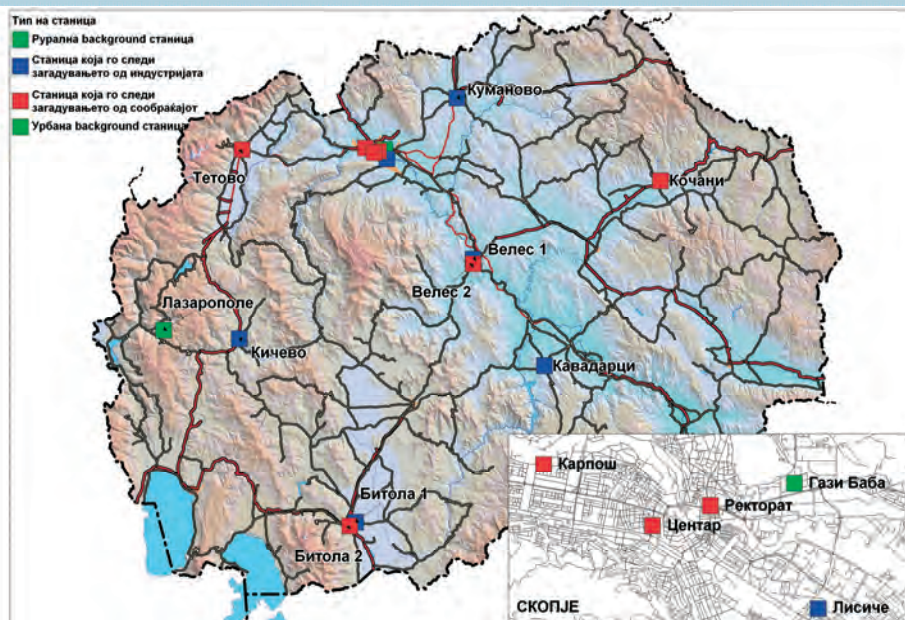 Тип на станица
Рурална background станица
Станица која го следи
загадувањето од индустријата
Станица која го следи
загадувањето од сообраќајот
Урбана background станица
Куманово
Тетово
Кочани
Велес 1
Велес 2
Лазарополе
Кичево
Кавадарци
Битола 1
Битола 2
Карпош
Гази Баба
Ректорат
Центар
СКОПЈЕ
Лисиче